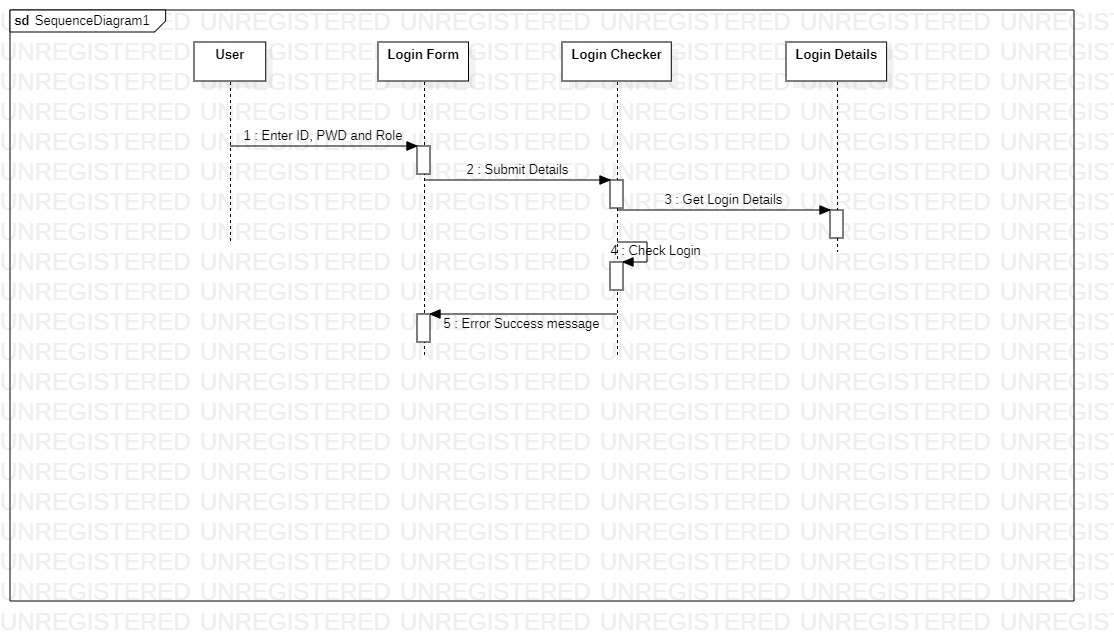 sd SequenceDiagram1
User
Login Form
Login Checker
Login Details
1 : Enter ID, PWD and Role
2 : Submit Details
3 : Get Login Details
4 : Check Login
5 : Error Success message
UNREGISTERED UNREGISTERED UNREGISTERED UNREGISTERED UNREGISTERED UNREGISTERED